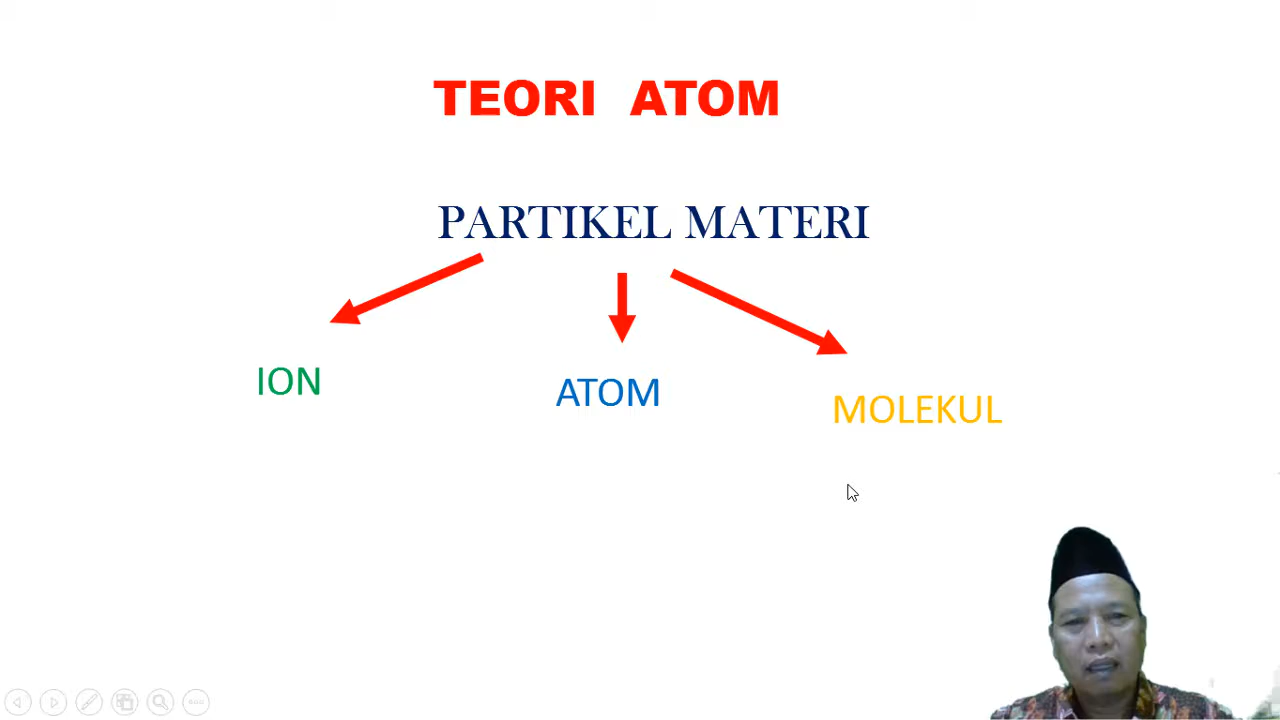 TEORI ATOM
PARTIKEL MATERI
ION
ATOM
MOLEKUL